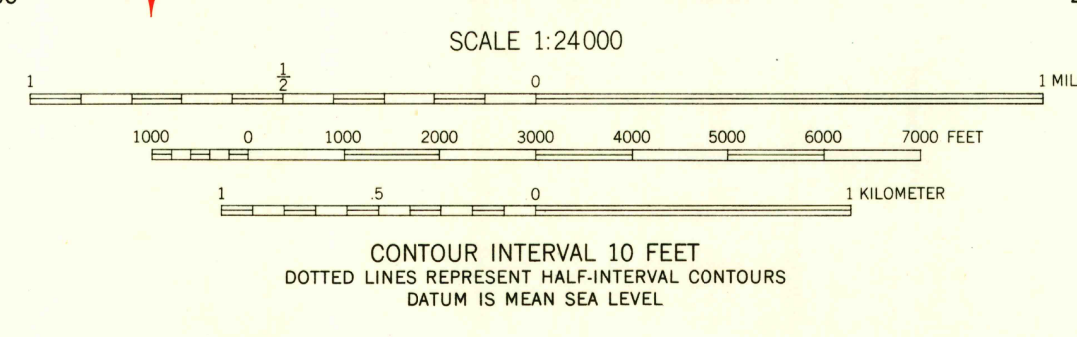 SCALE 1:24000
1 1/2 0 1 MIL
1000 0 1000 2000 3000 4000 5000 6000 7000 FEET
1 .5 0 1 KILOMETER
CONTOUR INTERVAL 10 FEET
DOTTED LINES REPRESENT HALF-INTERVAL CONTOURS
DATUM IS MEAN SEA LEVEL